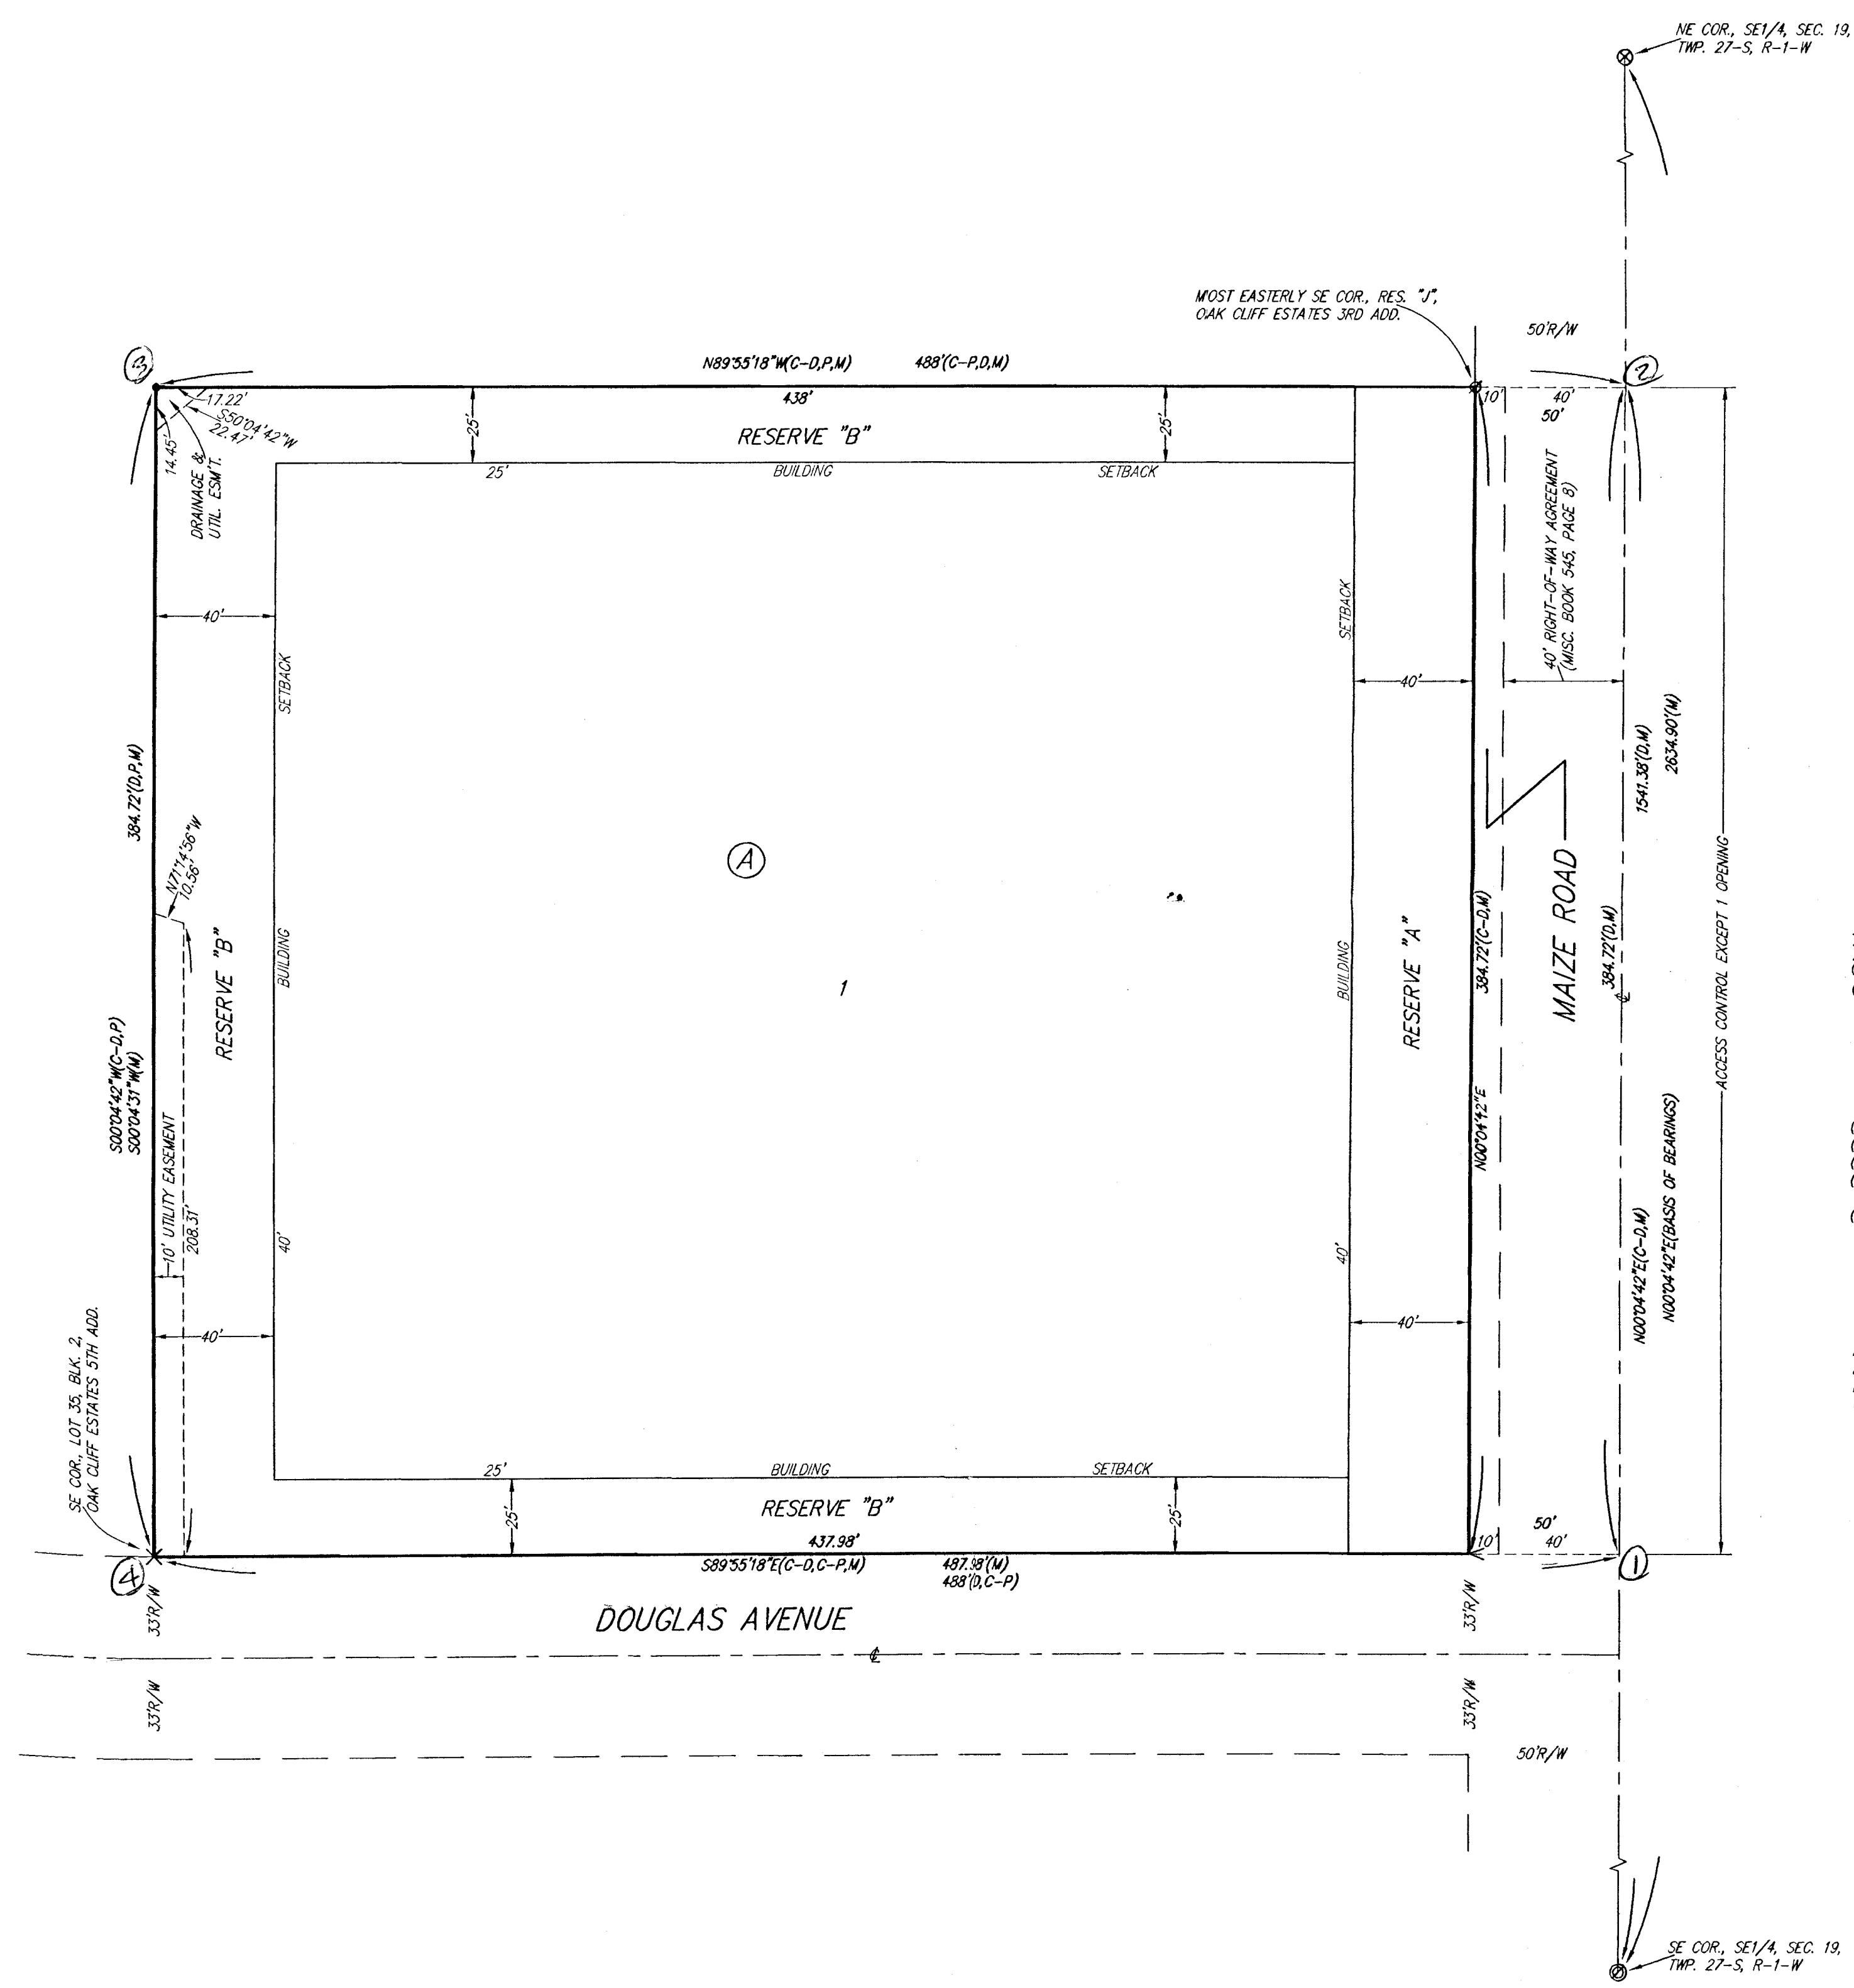 NE COR., SE1/4, SEC. 19,
TWP. 27-S, R-1-W
MOST EASTERLY SE COR., RES. "J",
OAK CLIFF ESTATES 3RD ADD.
50'R/W
3
N89°55'18"W(C-D,P,M)
488'(C-P,D,M)
2
438'
10'
40'
50'
17.22'
S50°04'42"W
22.47'
14.45'
DRAINAGE &
UTIL. ESM'T.
25'
RESERVE "B"
25'
25'
BUILDING
SETBACK
40' RIGHT-OF-WAY AGREEMENT
(MISC. BOOK 545, PAGE 8)
40'
SETBACK
SETBACK
40'
384.72'(D,P,M)
1541.38'(D,M)
2634.90'(M)
N71°14'56"W
10.56'
A
RESERVE "B"
BUILDING
1
BUILDING
RESERVE "A"
384.72'(C-D,M)
MAIZE ROAD
384.72'(D,M)
ACCESS CONTROL EXCEPT 1 OPENING
S00°04'42"W(C-D,P)
S00°04'31"W(M)
N00°04'42"E
10' UTILITY EASEMENT
208.31'
40'
40'
N00°04'42"E(C-D,M)
N00°04'42"E(BASIS OF BEARINGS)
40'
40'
SE COR., LOT 35, BLK. 2,
OAK CLIFF ESTATES 5TH ADD.
25'
BUILDING
SETBACK
25'
RESERVE "B"
25'
437.98'
10'
50'
40'
4
S89°55'18"E(C-D,C-P,M)
487.98'(M)
488'(D,C-P)
1
33'R/W
DOUGLAS AVENUE
33'R/W
33'R/W
33'R/W
50'R/W
SE COR., SE1/4, SEC. 19,
TWP. 27-S, R-1-W